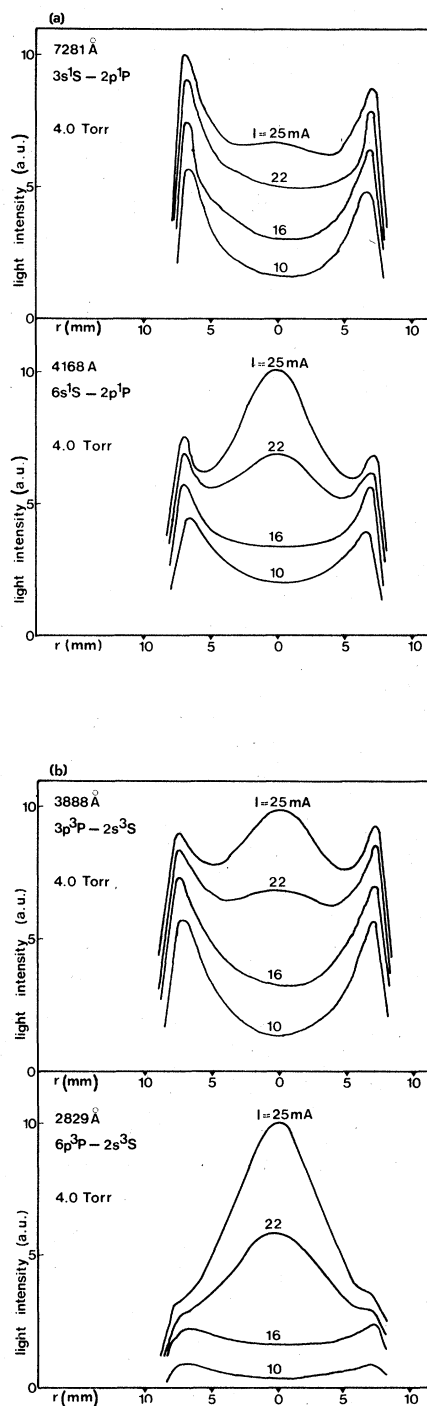 (a)
10
7281 Å
3s¹S – 2p¹P
I = 25mA
4.0 Torr
22
5
16
10
0
r (mm) 10 5 0 5 10
light intensity (a.u.)
4168 A
I = 25mA
10
6s¹S – 2p¹P
4.0 Torr
22
5
16
10
0
r (mm) 10 5 0 5 10
light intensity (a.u.)
(b)
10
3888 Å
I = 25mA
3p³P – 2s³S
4.0 Torr
22
5
16
10
0
r (mm) 10 5 0 5 10
light intensity (a.u.)
2829 Å
I = 25mA
10
6p³P – 2s³S
4.0 Torr
22
5
16
10
0
r (mm) 10 5 0 5 10
light intensity (a.u.)